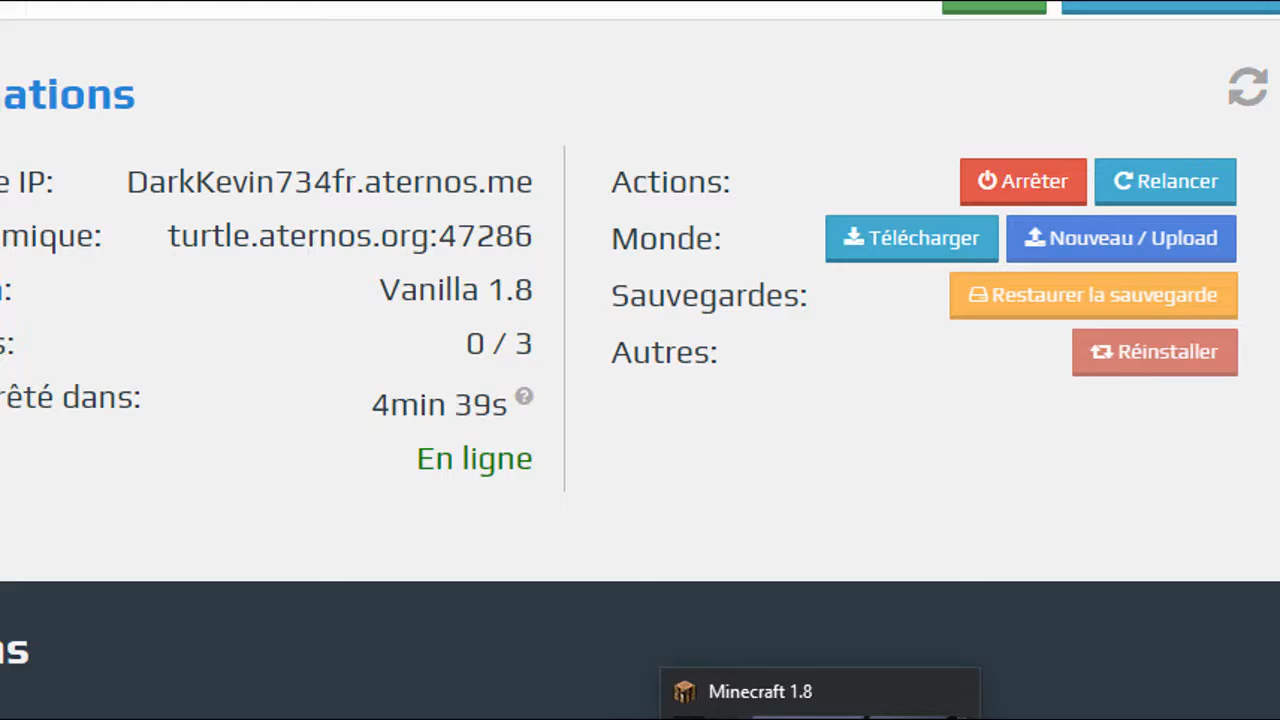 ations
e IP: DarkKevin734fr.aternos.me
mique: turtle.aternos.org:47286
: Vanilla 1.8
s: 0 / 3
rêté dans: 4min 39s ?
En ligne
Actions: Arrêter Relancer
Monde: Télécharger Nouveau / Upload
Sauvegardes: Restaurer la sauvegarde
Autres: Réinstaller
ns
Minecraft 1.8